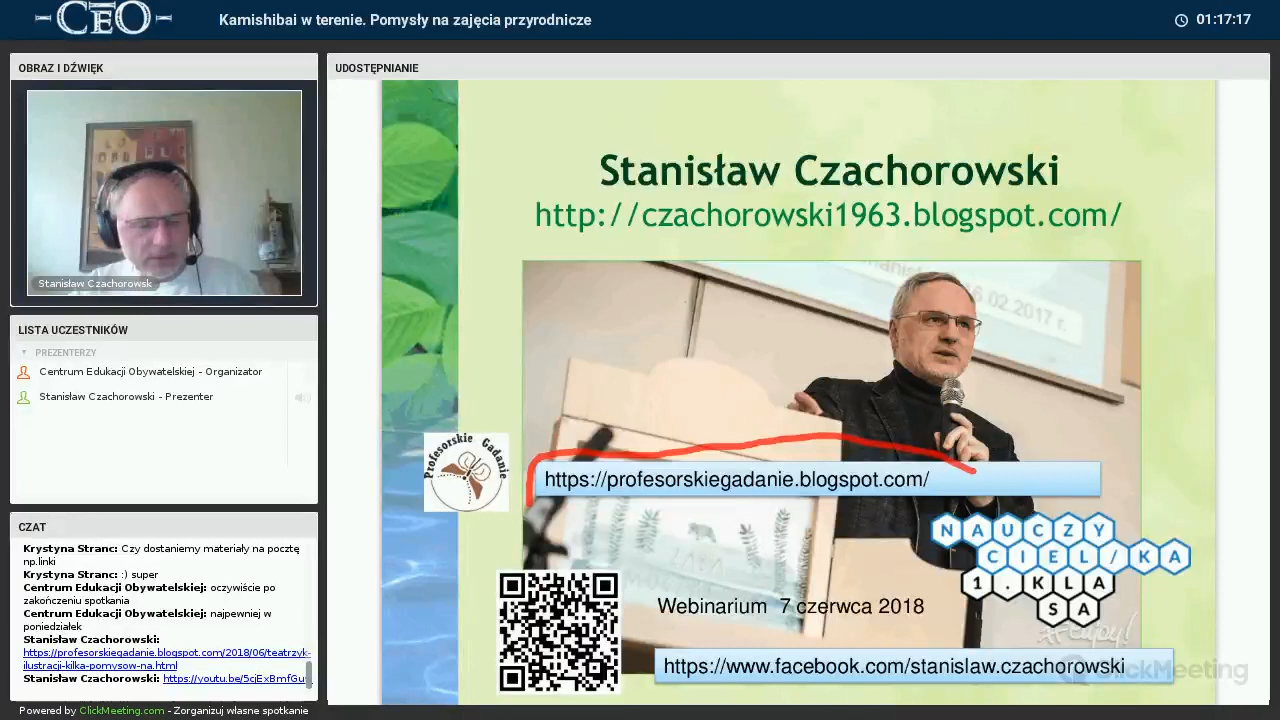 CEO
Kamishibai w terenie. Pomysły na zajęcia przyrodnicze
01:17:17
OBRAZ I DŹWIĘK
Stanisław Czachorowsk
LISTA UCZESTNIKÓW
PREZENTERZY
Centrum Edukacji Obywatelskiej - Organizator
Stanisław Czachorowski - Prezenter
CZAT
Krystyna Stranc: Czy dostaniemy materiały na pocztę
np.linki
Krystyna Stranc: :) super
Centrum Edukacji Obywatelskiej: oczywiście po
zakończeniu spotkania
Centrum Edukacji Obywatelskiej: najpewniej w
poniedziałek
Stanisław Czachorowski:
https://profesorskiegadanie.blogspot.com/2018/06/teatrzyk-
ilustracji-kilka-pomysow-na.html
Stanisław Czachorowski: https://youtu.be/5cjExBmfGu
Powered by ClickMeeting.com - Zorganizuj własne spotkanie
UDOSTĘPNIANIE
Stanisław Czachorowski
http://czachorowski1963.blogspot.com/
16.02.2017 r.
Profesorskie Gadanie
https://profesorskiegadanie.blogspot.com/
NAUCZY
CIEL/KA
1.KLA
SA
Webinarium 7 czerwca 2018
https://www.facebook.com/stanislaw.czachorowski
ClickMeeting